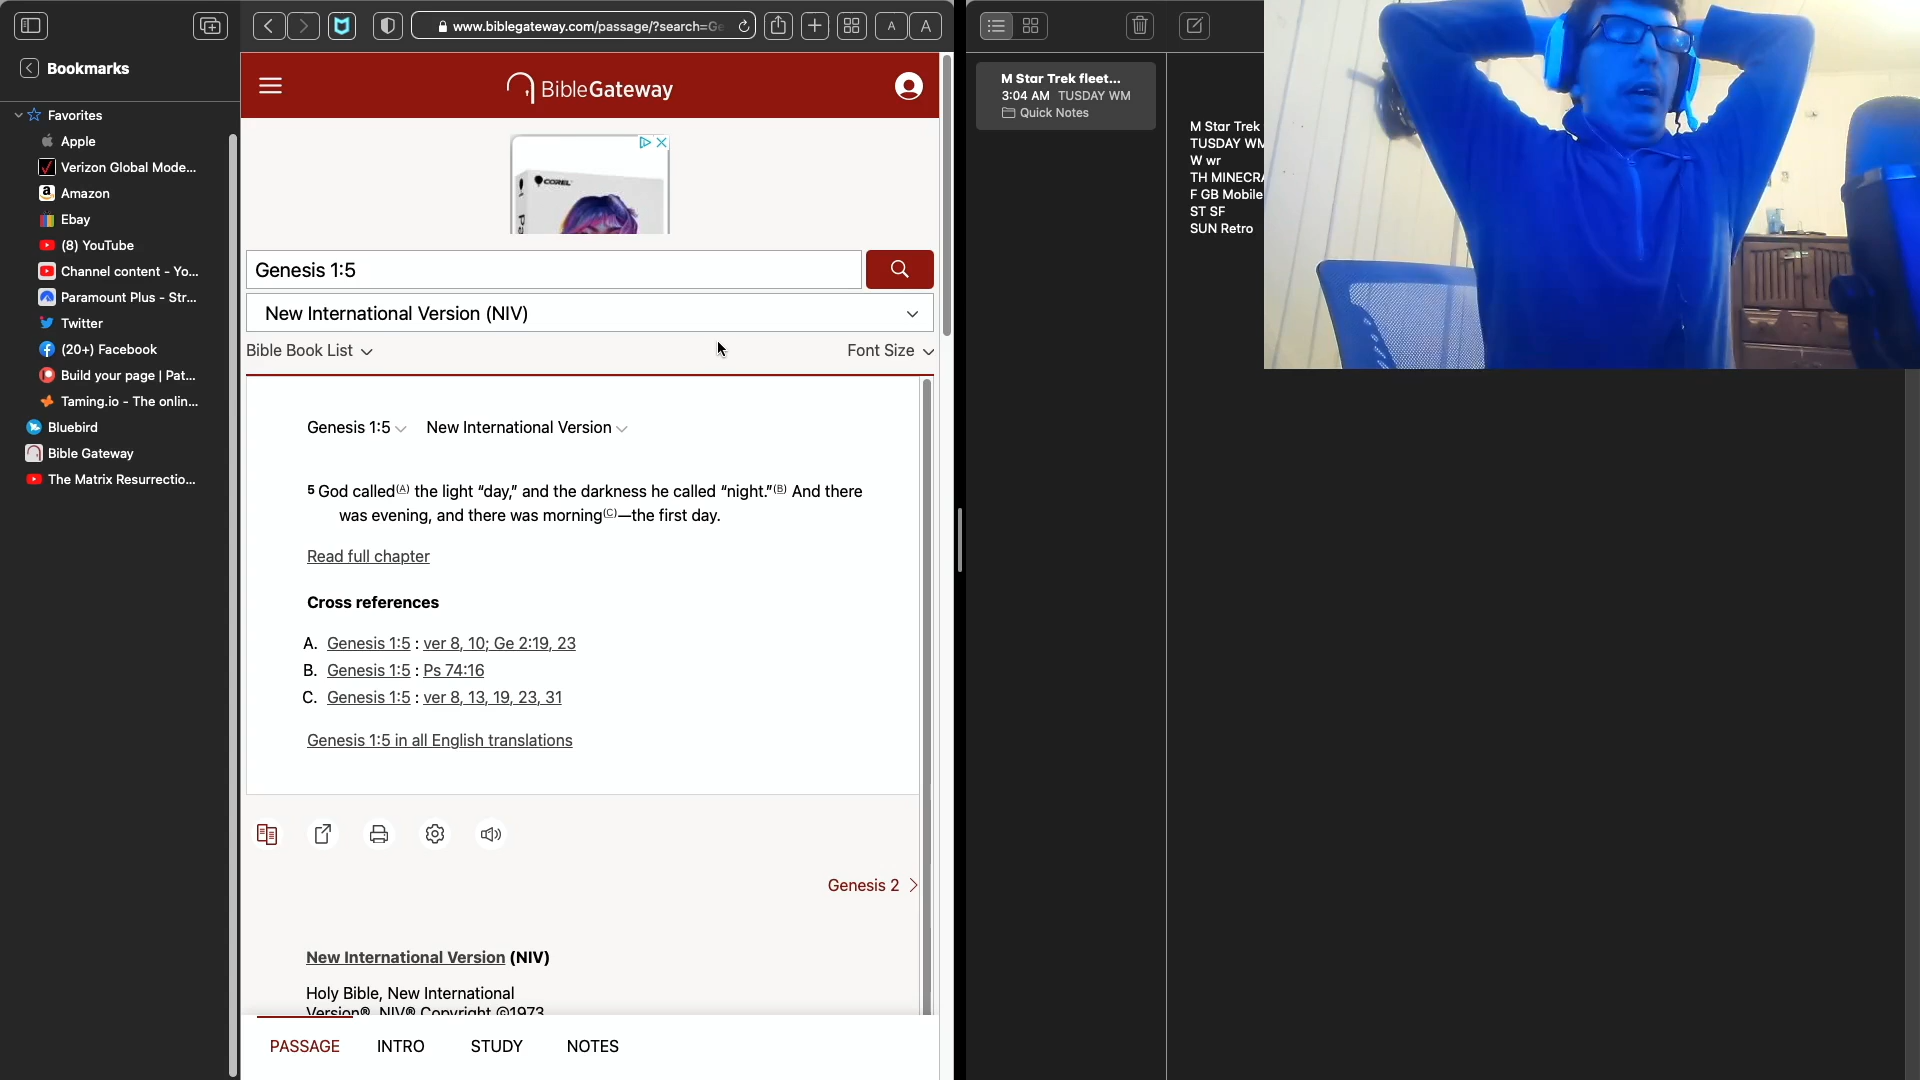 Bookmarks
Favorites
Apple
Verizon Global Mode...
Amazon
Ebay
(8) YouTube
Channel content - Yo...
Paramount Plus - Str...
Twitter
(20+) Facebook
Build your page | Pat...
Taming.io - The onlin...
Bluebird
Bible Gateway
The Matrix Resurrectio...
www.biblegateway.com/passage/?search=Ge
A A
BibleGateway
COREL
Genesis 1:5
New International Version (NIV)
Bible Book List
Font Size
Genesis 1:5 New International Version
5 God called(A) the light “day,” and the darkness he called “night.”(B) And there
was evening, and there was morning(C)—the first day.
Read full chapter
Cross references
A. Genesis 1:5 : ver 8, 10; Ge 2:19, 23
B. Genesis 1:5 : Ps 74:16
C. Genesis 1:5 : ver 8, 13, 19, 23, 31
Genesis 1:5 in all English translations
Genesis 2
New International Version (NIV)
Holy Bible, New International
Version®, NIV® Copyright ©1973
PASSAGE INTRO STUDY NOTES
M Star Trek fleet...
3:04 AM TUSDAY WM
Quick Notes
M Star Trek
TUSDAY WM
W wr
TH MINECRA
F GB Mobile
ST SF
SUN Retro